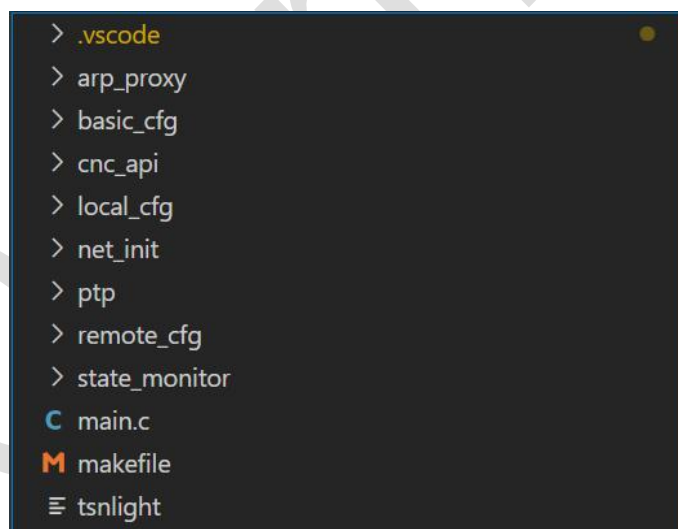 .vscode
arp_proxy
basic_cfg
cnc_api
local_cfg
net_init
ptp
remote_cfg
state_monitor
C main.c
M makefile
tsnlight